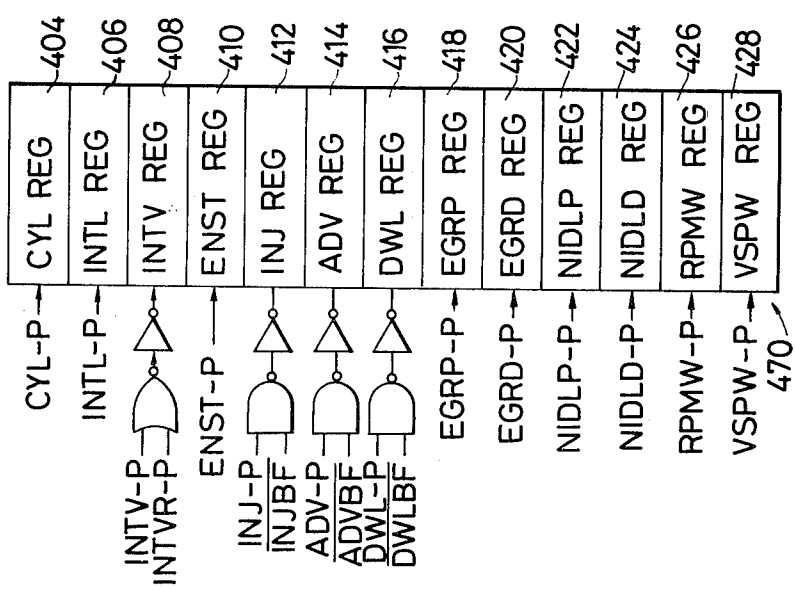 CYL-P CYL REG 404
INTL-P INTL REG 406
INTV-P
INTVR-P
INTV REG 408
ENST-P ENST REG 410
INJ-P
INJBF
INJ REG 412
ADV-P
ADVBF
ADV REG 414
DWL-P
DWLBF
DWL REG 416
EGRP-P EGRP REG 418
EGRD-P EGRD REG 420
NIDLP-P NIDLP REG 422
NIDLD-P NIDLD REG 424
RPMW-P RPMW REG 426
VSPW-P VSPW REG 428
470